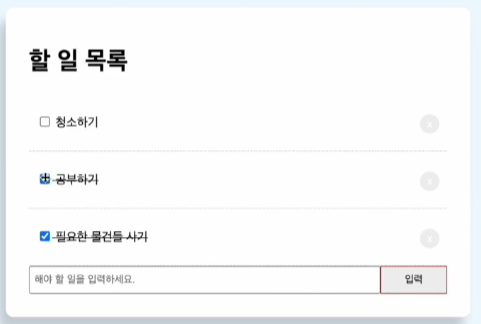 할 일 목록
청소하기 x
공부하기 x
필요한 물건들 사기 x
해야 할 일을 입력하세요. 입력